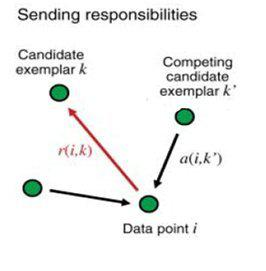 Sending responsibilities
Candidate
exemplar k
Competing
candidate
exemplar k’
r(i,k)
a(i,k’)
Data point i